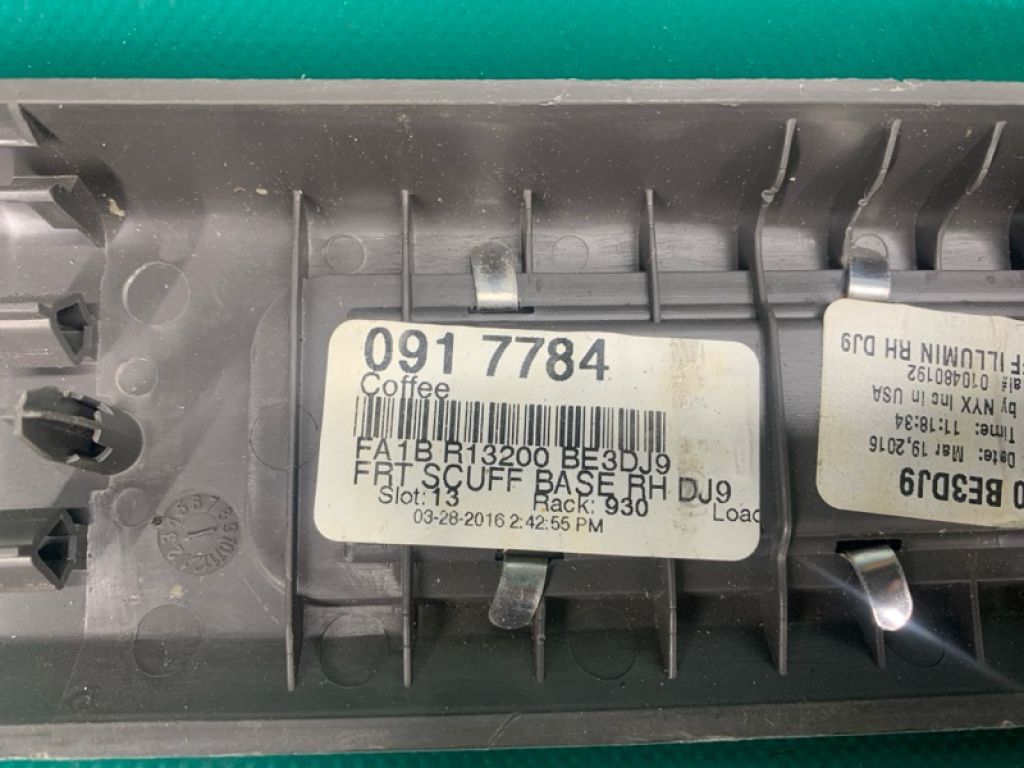 091 7784
Coffee
FA1B R13200 BE3DJ9
FRT SCUFF BASE RH DJ9
Slot: 13 Rack: 930 Load
03-28-2016 2:42:55 PM
0 BE3DJ9
Date: Mar 19,2016
Time: 11:18:34
by NYX Inc in USA
ial# 010480192
FF ILLUMIN RH DJ9